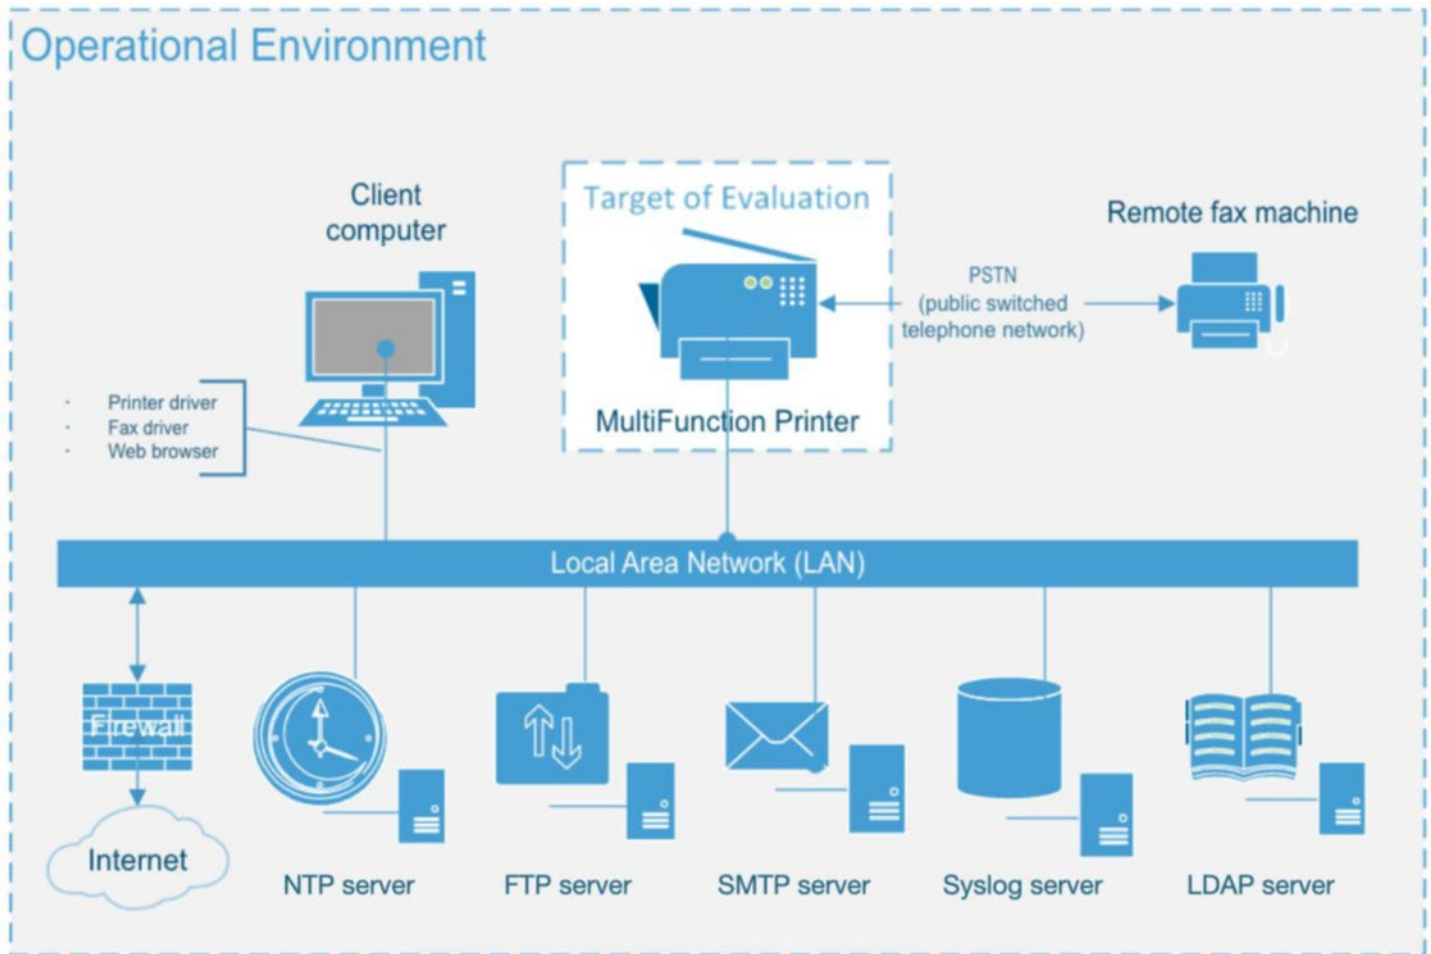 Operational Environment
Client
computer
Target of Evaluation
Remote fax machine
PSTN
(public switched
telephone network)
· Printer driver
· Fax driver
· Web browser
MultiFunction Printer
Local Area Network (LAN)
Firewall
Internet
NTP server
FTP server
SMTP server
Syslog server
LDAP server